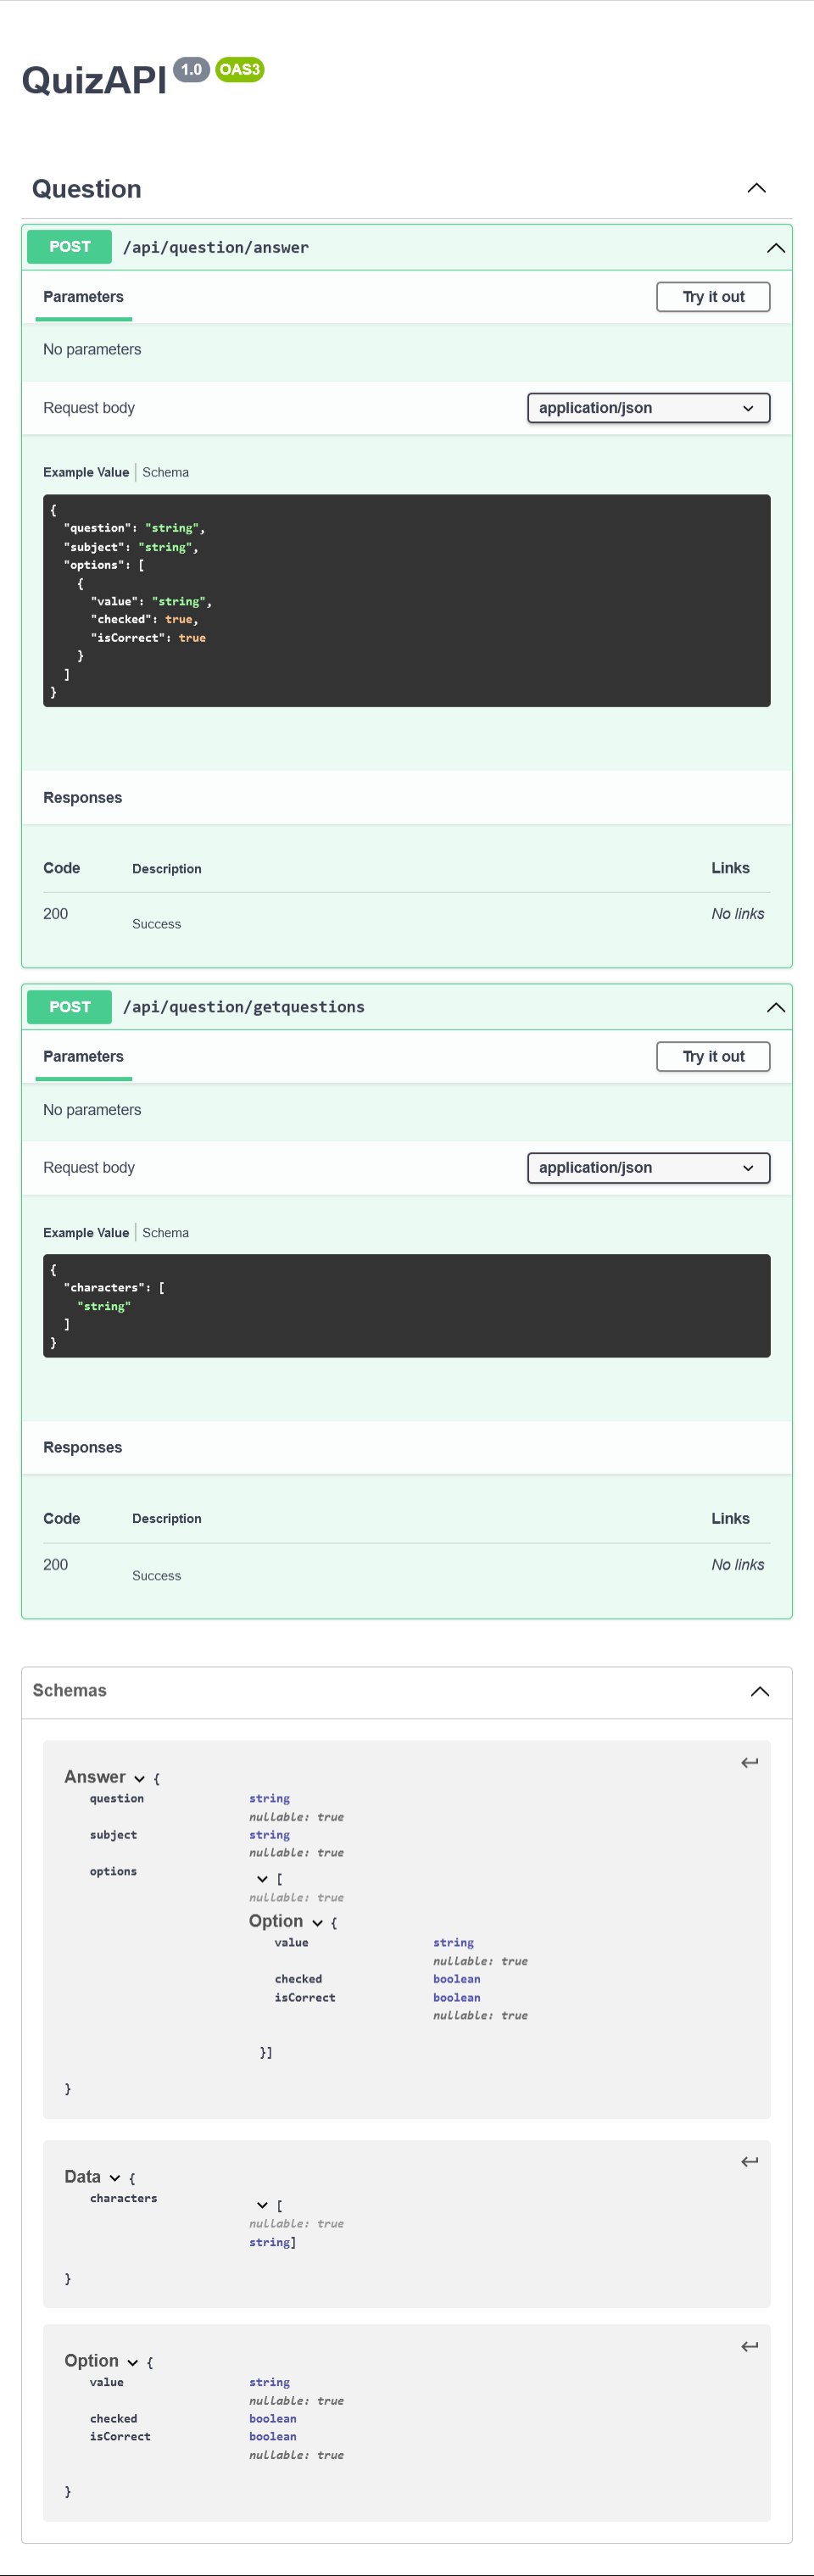 QuizAPI 1.0 OAS3
Question
POST /api/question/answer
Parameters Try it out
No parameters
Request body application/json
Example Value Schema
{
"question": "string",
"subject": "string",
"options": [
{
"value": "string",
"checked": true,
"isCorrect": true
}
]
}
Responses
Code Description Links
200 Success No links
POST /api/question/getquestions
Parameters Try it out
No parameters
Request body application/json
Example Value Schema
{
"characters": [
"string"
]
}
Responses
Code Description Links
200 Success No links
Schemas
Answer {
question string
nullable: true
subject string
nullable: true
options [
nullable: true
Option {
value string
nullable: true
checked boolean
isCorrect boolean
nullable: true
}]
}
Data {
characters [
nullable: true
string]
}
Option {
value string
nullable: true
checked boolean
isCorrect boolean
nullable: true
}